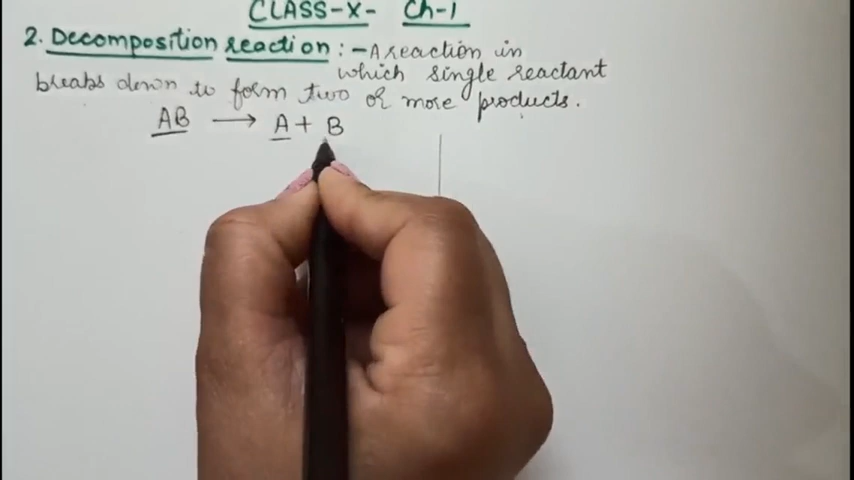 CLASS-X- Ch-1
2. Decomposition reaction :- A reaction in
which single reactant
breaks down to form two or more products.
AB → A + B